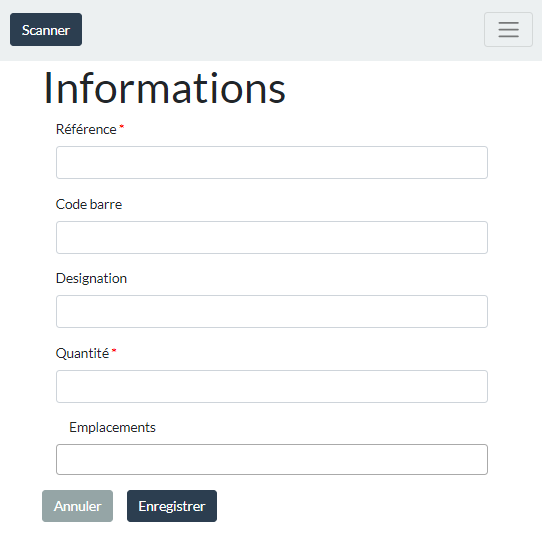 Scanner
Informations
Référence *
Code barre
Designation
Quantité *
Emplacements
Annuler Enregistrer